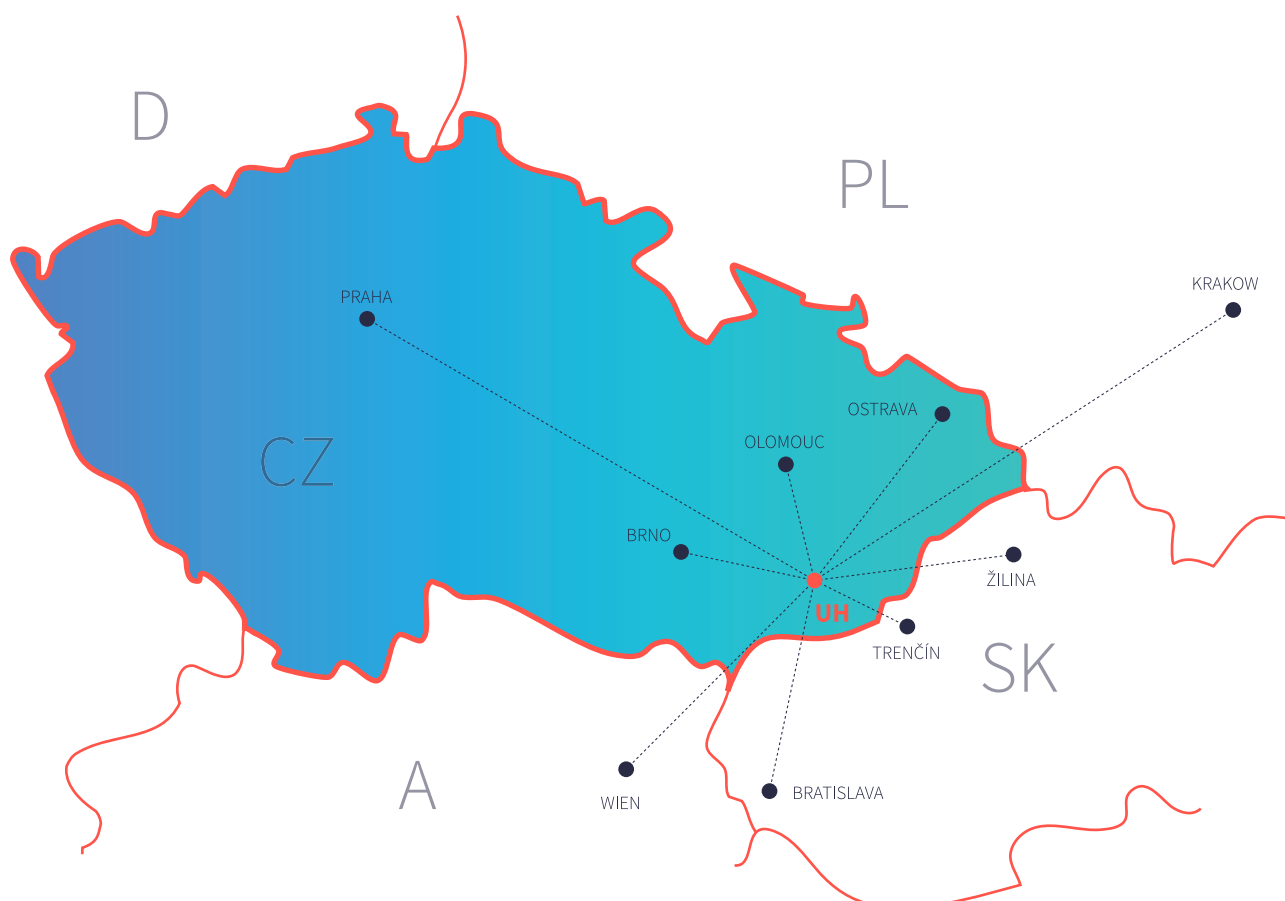 D
PL
KRAKOW
PRAHA
OSTRAVA
OLOMOUC
CZ
BRNO
ŽILINA
UH
TRENČÍN
SK
A
WIEN
BRATISLAVA